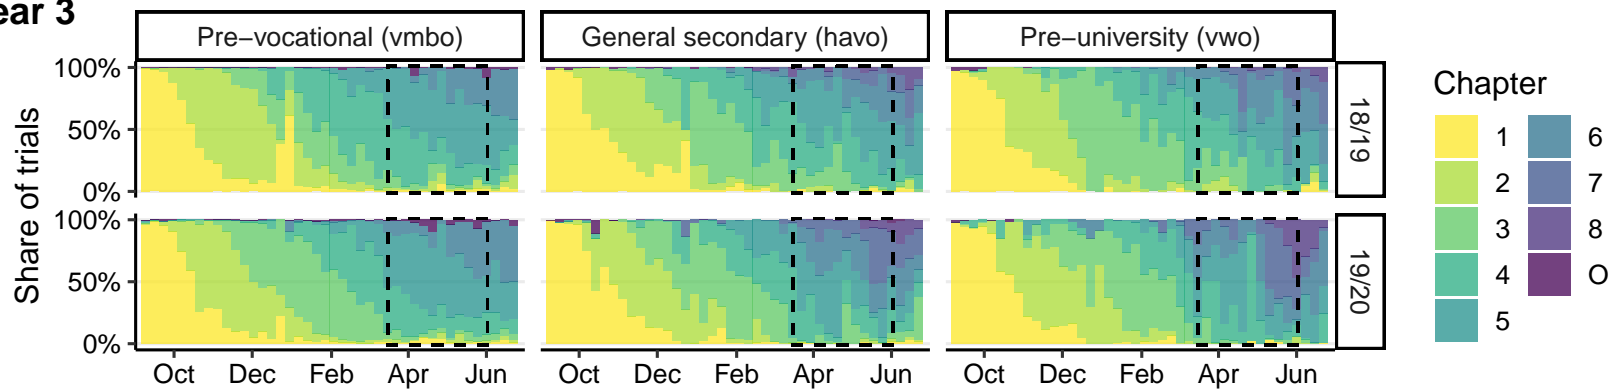 ear 3
Pre−vocational (vmbo)
General secondary (havo)
Pre−university (vwo)
Share of trials
100%
50%
0%
18/19
100%
50%
0%
19/20
Oct Dec Feb Apr Jun
Oct Dec Feb Apr Jun
Oct Dec Feb Apr Jun
Chapter
1
2
3
4
5
6
7
8
O